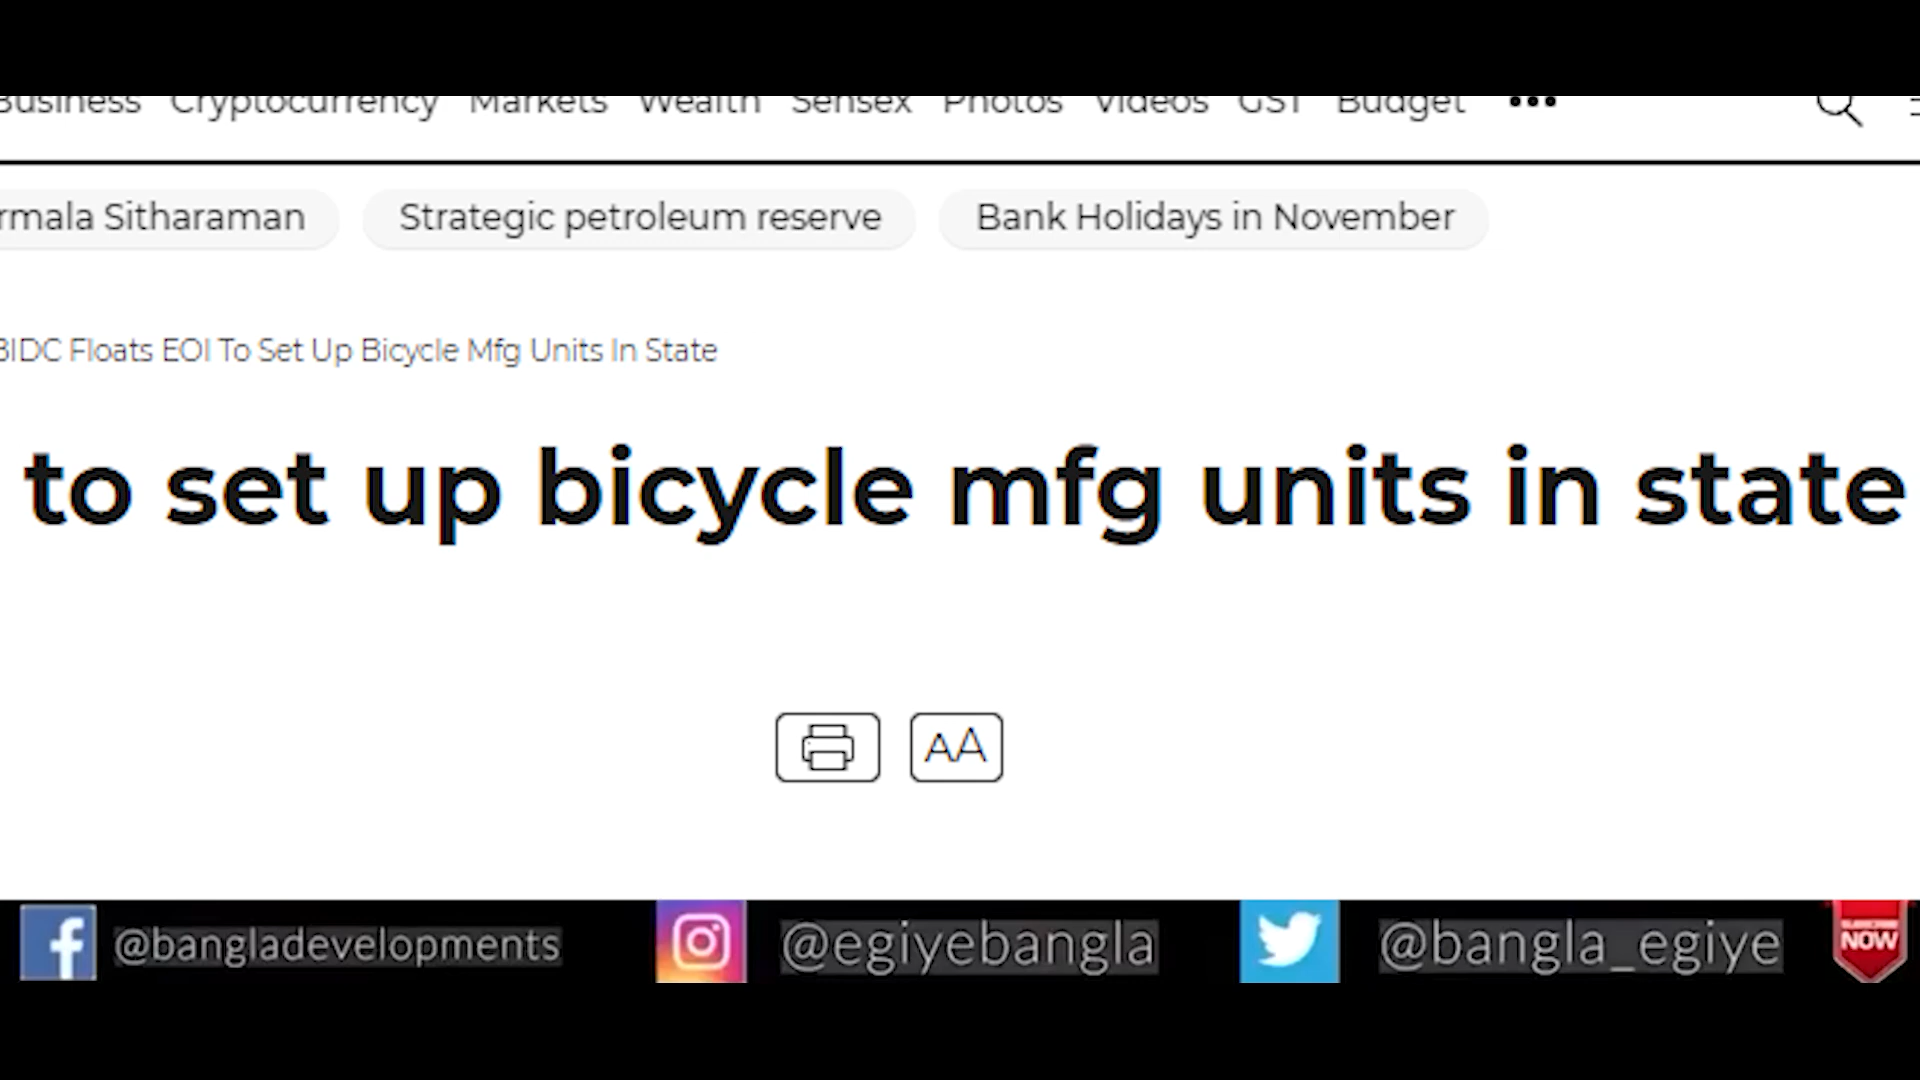 Business Cryptocurrency Markets Wealth Sensex Photos Videos GST Budget
rmala Sitharaman Strategic petroleum reserve Bank Holidays in November
BIDC Floats EOI To Set Up Bicycle Mfg Units In State
to set up bicycle mfg units in state
AA
@bangladevelopments @egiyebangla @bangla_egiye SUBSCRIBE NOW